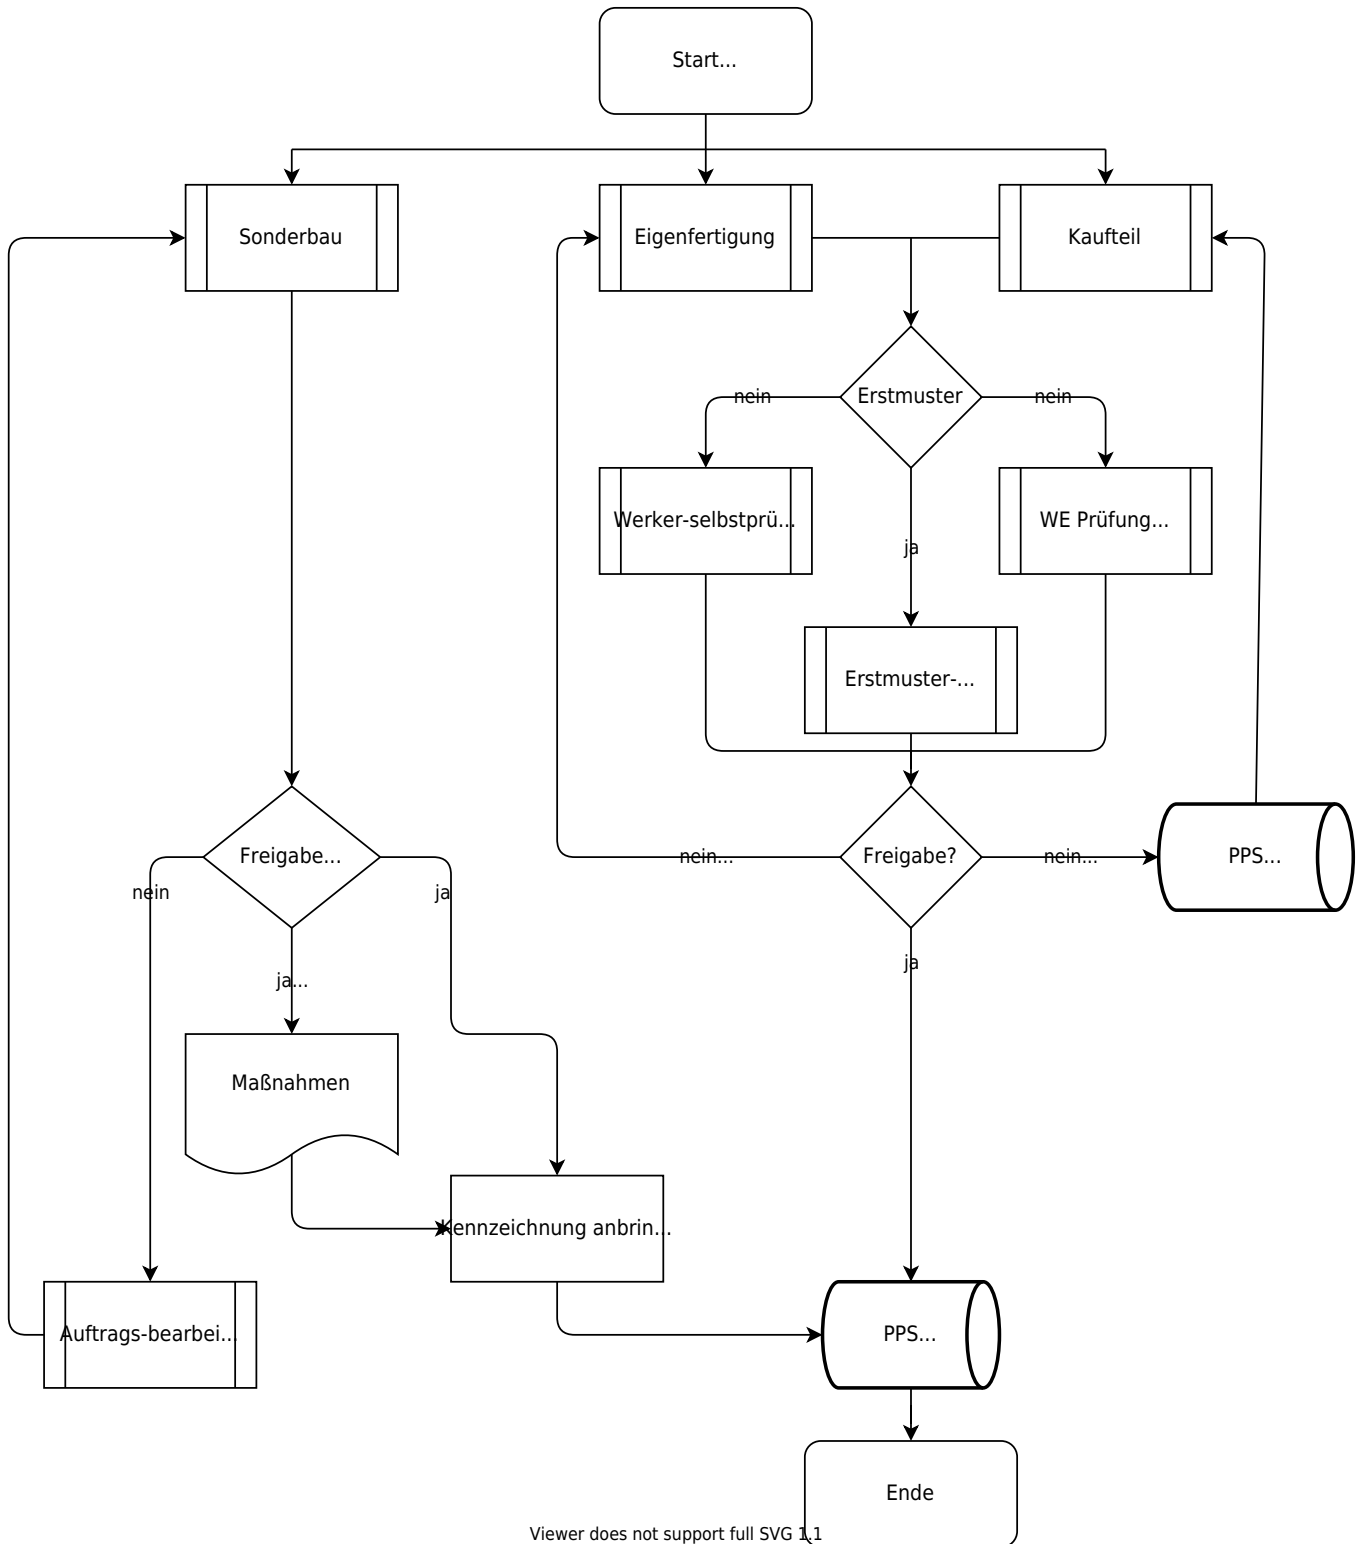 Start...
Sonderbau
Eigenfertigung
Kaufteil
nein
Erstmuster
nein
Werker-selbstprü...
WE Prüfung...
ja
Erstmuster-...
Freigabe...
nein...
Freigabe?
nein...
PPS...
nein
ja
ja
ja...
Maßnahmen
Kennzeichnung anbrin...
Auftrags-bearbei...
PPS...
Ende
Viewer does not support full SVG 1.1